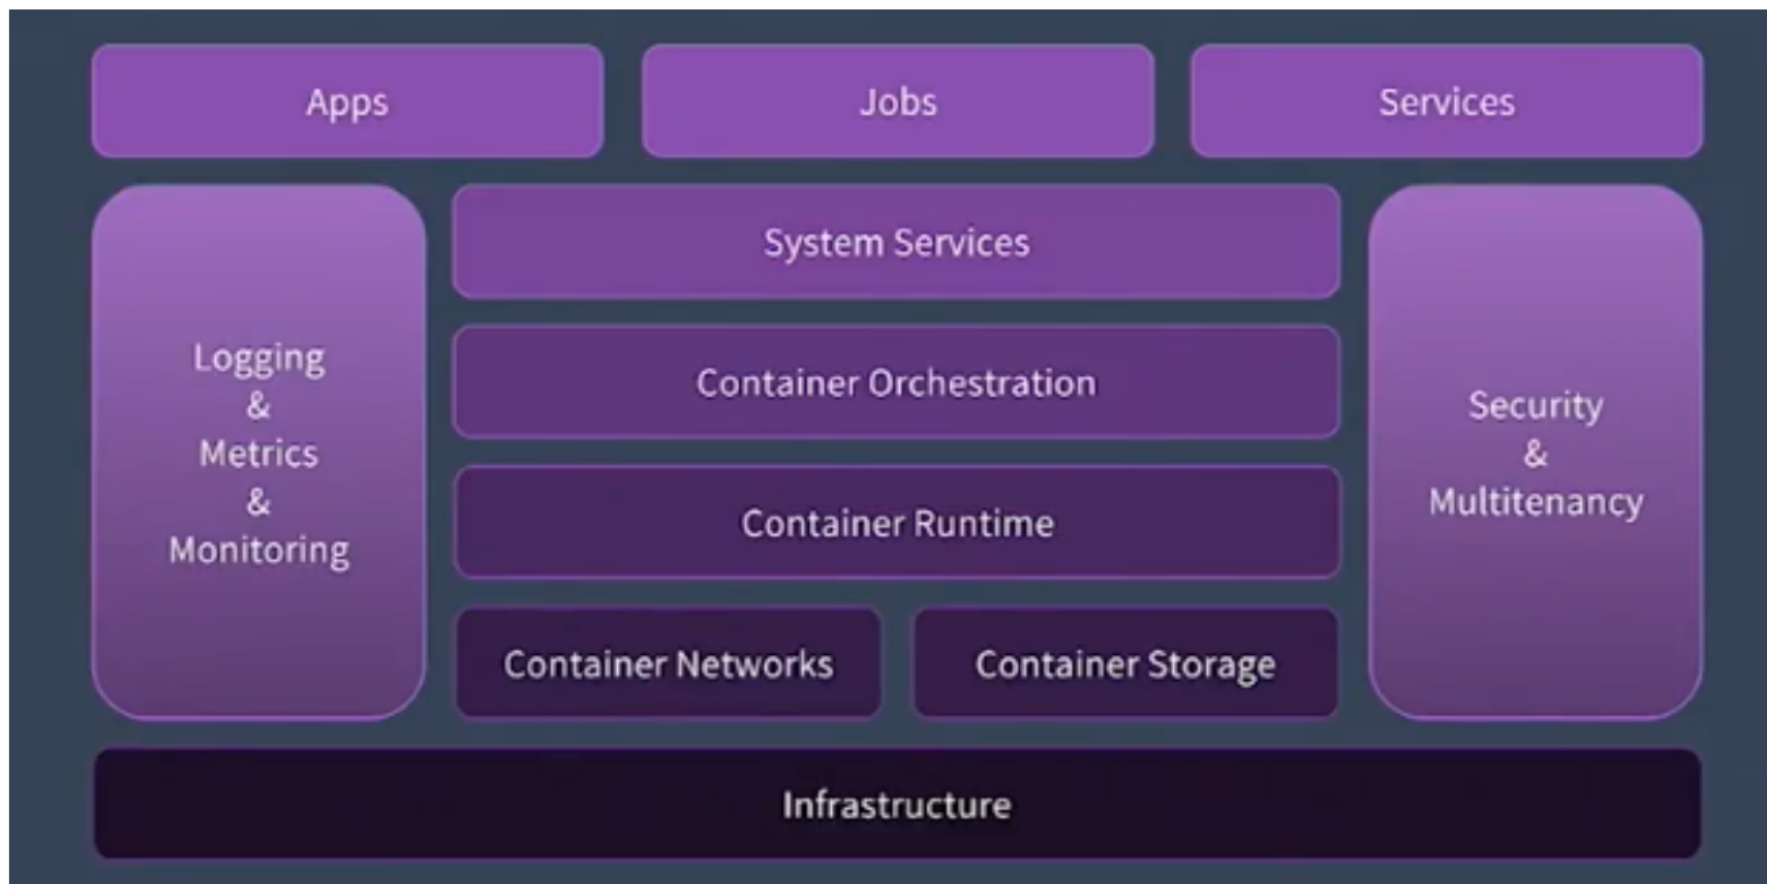 Apps
Jobs
Services
System Services
Logging
&
Metrics
&
Monitoring
Container Orchestration
Container Runtime
Container Networks
Container Storage
Security
&
Multitenancy
Infrastructure